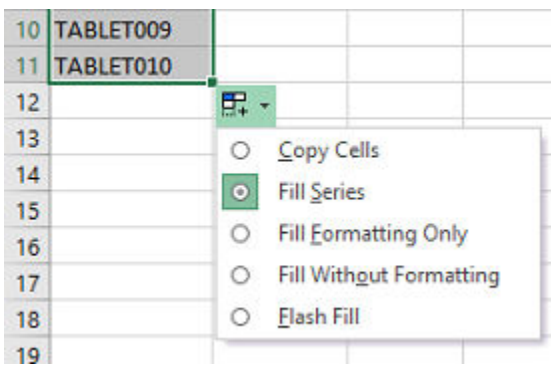 10 TABLET009
11 TABLET010
12
13
Copy Cells
14
15
Fill Series
16
Fill Formatting Only
17
Fill Without Formatting
18
Flash Fill
19